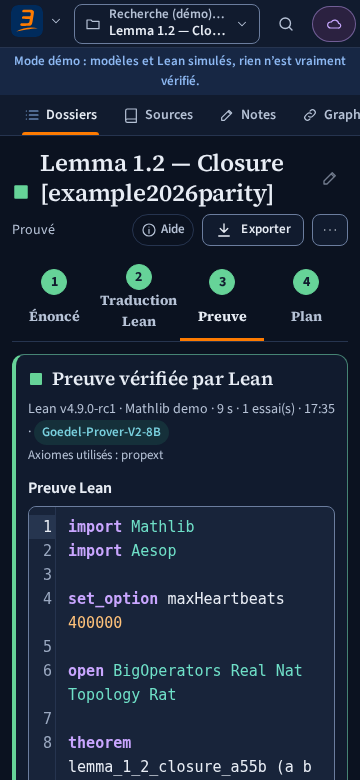 Recherche (démo)...
Lemma 1.2 — Clo...
Mode démo : modèles et Lean simulés, rien n'est vraiment
vérifié.
Dossiers
Sources
Notes
Graph
Lemma 1.2 — Closure
[example2026parity]
Prouvé
Aide
Exporter
...
1
Énoncé
2
Traduction
Lean
3
Preuve
4
Plan
Preuve vérifiée par Lean
Lean v4.9.0-rc1 · Mathlib demo · 9 s · 1 essai(s) · 17:35
· Goedel-Prover-V2-8B
Axiomes utilisés : propext
Preuve Lean
1 import Mathlib
2 import Aesop
3
4 set_option maxHeartbeats
400000
5
6 open BigOperators Real Nat
Topology Rat
7
8 theorem
lemma_1_2_closure_a55b (a b